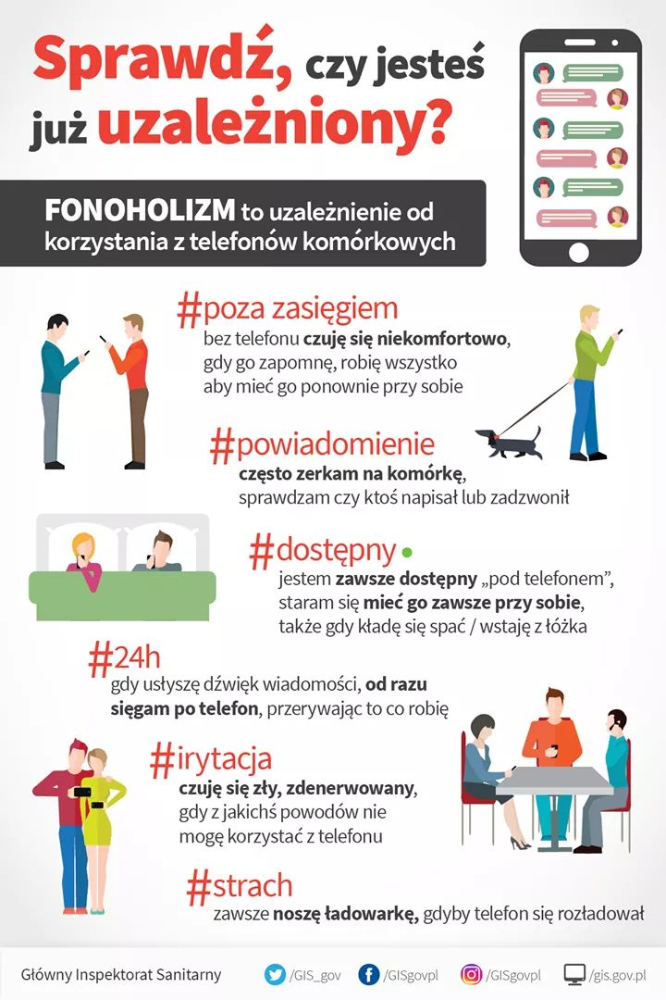 Sprawdź, czy jesteś
już uzależniony?
FONOHOLIZM to uzależnienie od
korzystania z telefonów komórkowych
#poza zasięgiem
bez telefonu czuję się niekomfortowo,
gdy go zapomnę, robię wszystko
aby mieć go ponownie przy sobie
#powiadomienie
często zerkam na komórkę,
sprawdzam czy ktoś napisał lub zadzwonił
#dostępny
jestem zawsze dostępny „pod telefonem”,
staram się mieć go zawsze przy sobie,
także gdy kładę się spać / wstaję z łóżka
#24h
gdy usłyszę dźwięk wiadomości, od razu
sięgam po telefon, przerywając to co robię
#irytacja
czuję się zły, zdenerwowany,
gdy z jakichś powodów nie
mogę korzystać z telefonu
#strach
zawsze noszę ładowarkę, gdyby telefon się rozładował
Główny Inspektorat Sanitarny /GIS_gov /GISgovpl /GISgovpl /gis.gov.pl